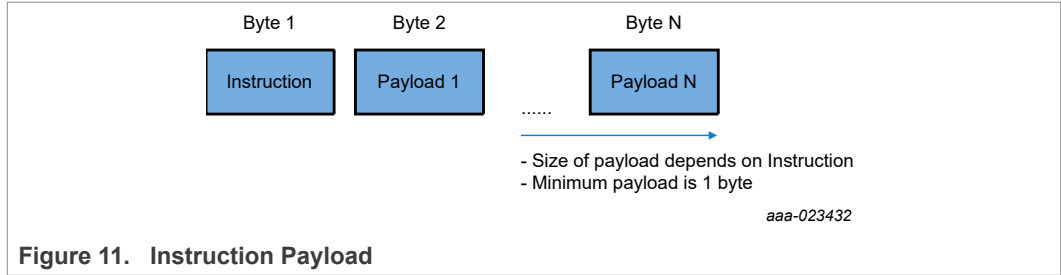 Byte 1 Byte 2 Byte N
Instruction Payload 1 Payload N
......
- Size of payload depends on Instruction
- Minimum payload is 1 byte
aaa-023432
Figure 11. Instruction Payload